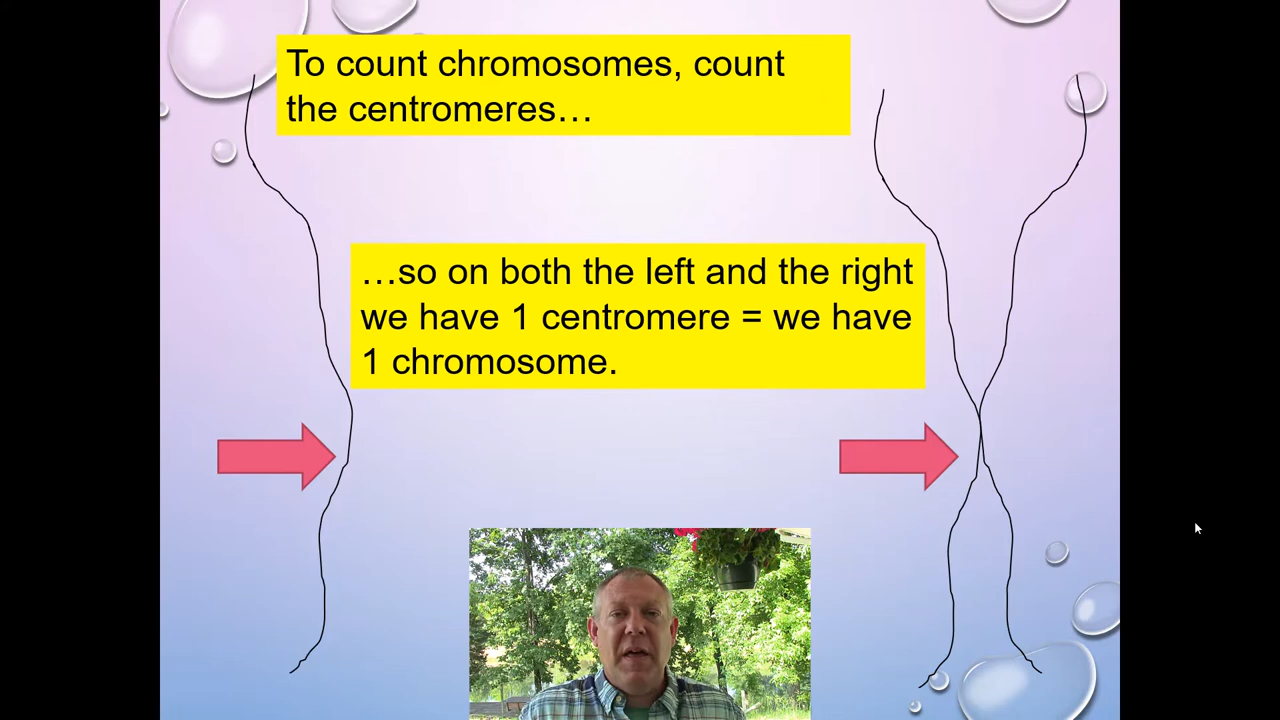 To count chromosomes, count
the centromeres…
…so on both the left and the right
we have 1 centromere = we have
1 chromosome.